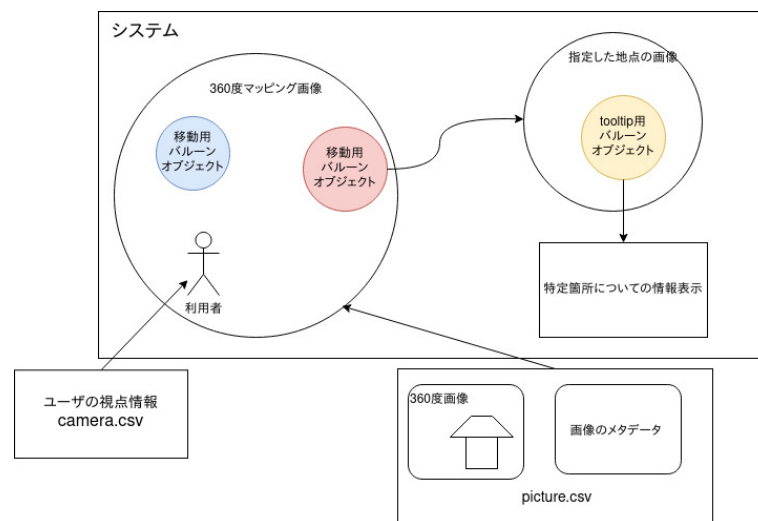 システム
360度マッピング画像
移動用
バルーン
オブジェクト
移動用
バルーン
オブジェクト
利用者
指定した地点の画像
tooltip用
バルーン
オブジェクト
特定箇所についての情報表示
ユーザの視点情報
camera.csv
360度画像
画像のメタデータ
picture.csv